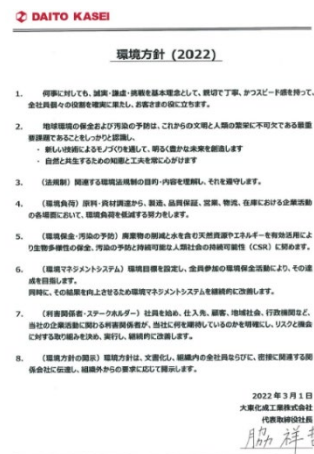 DAITO KASEI
環境方針 (2022)
1. 何事に対しても、誠実・謙虚・挑戦を基本理念として、親切で丁寧、かつスピード感を持って、
全社員個々の役割を確実に果たし、お客さまの役に立ちます。
2. 地球環境の保全および汚染の予防は、これからの文明と人類の繁栄に不可欠である最重
要課題であることをしっかりと認識し、
・ 新しい技術によるモノづくりを通して、明るく豊かな未来を創造します
・ 自然と共生するための知恵と工夫を常に心がけます
3. （法規制）関連する環境法規制の目的・内容を理解し、それを遵守します。
4. （環境負荷）原料・資材調達から、製造、品質保証、営業、物流、在庫における企業活動
の各場面において、環境負荷を低減する努力をします。
5. （環境保全・汚染の予防）廃棄物の削減と水を含む天然資源やエネルギーを有効活用によ
り生物多様性の保全、汚染の予防と持続可能な人類社会の持続可能性（CSR）に努めます。
6. （環境マネジメントシステム）環境目標を設定し、全員参加の環境保全活動により、その達
成を目指します。
同時に、その結果を向上させるため環境マネジメントシステムを継続的に改善します。
7. （利害関係者・ステークホルダー）社員を始め、仕入先、顧客、地域社会、行政機関など、
当社の企業活動に関わる利害関係者が、当社に何を期待しているのかを明確にし、リスクと機会
に対する取り組みを決め、実行し、継続的に改善します。
8. （環境方針の開示）環境方針は、文書化し、組織内の全社員ならびに、密接に関連する関
係会社に伝達し、組織外からの要求に応じて開示します。
2022年3月1日
大東化成工業株式会社
代表取締役社長
脇 祥哲